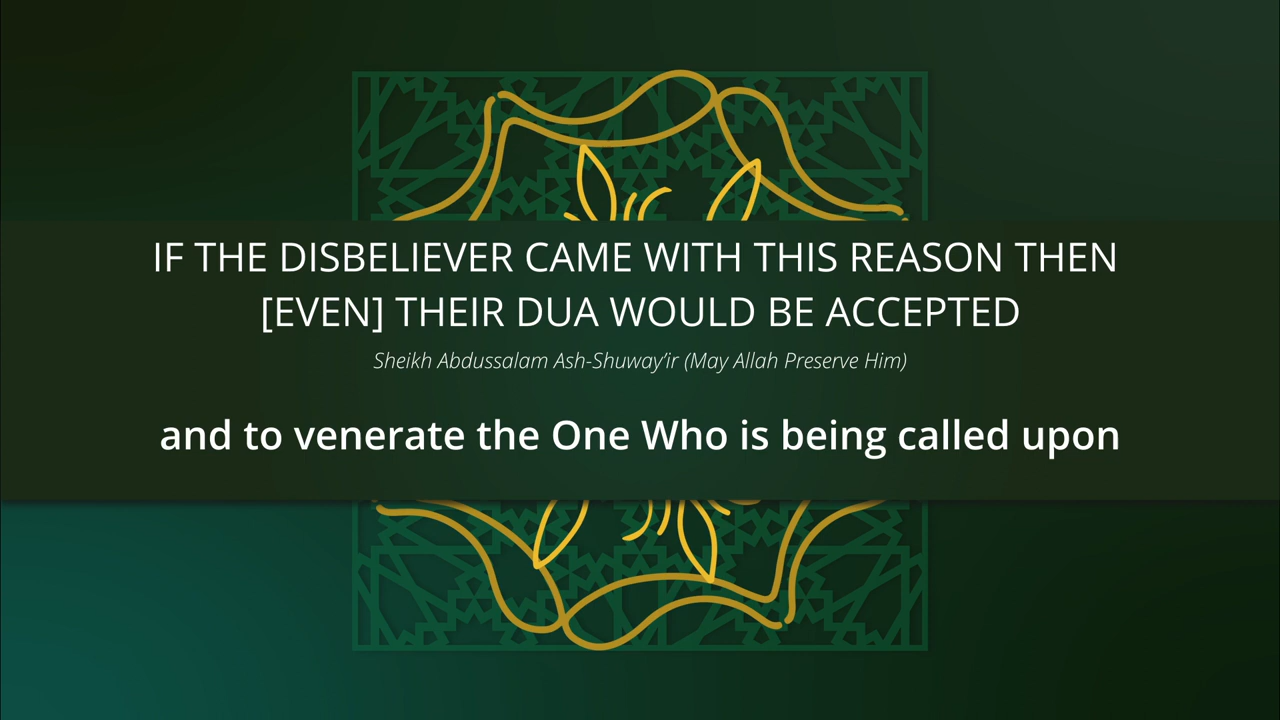 IF THE DISBELIEVER CAME WITH THIS REASON THEN
[EVEN] THEIR DUA WOULD BE ACCEPTED
Sheikh Abdussalam Ash-Shuway’ir (May Allah Preserve Him)
and to venerate the One Who is being called upon